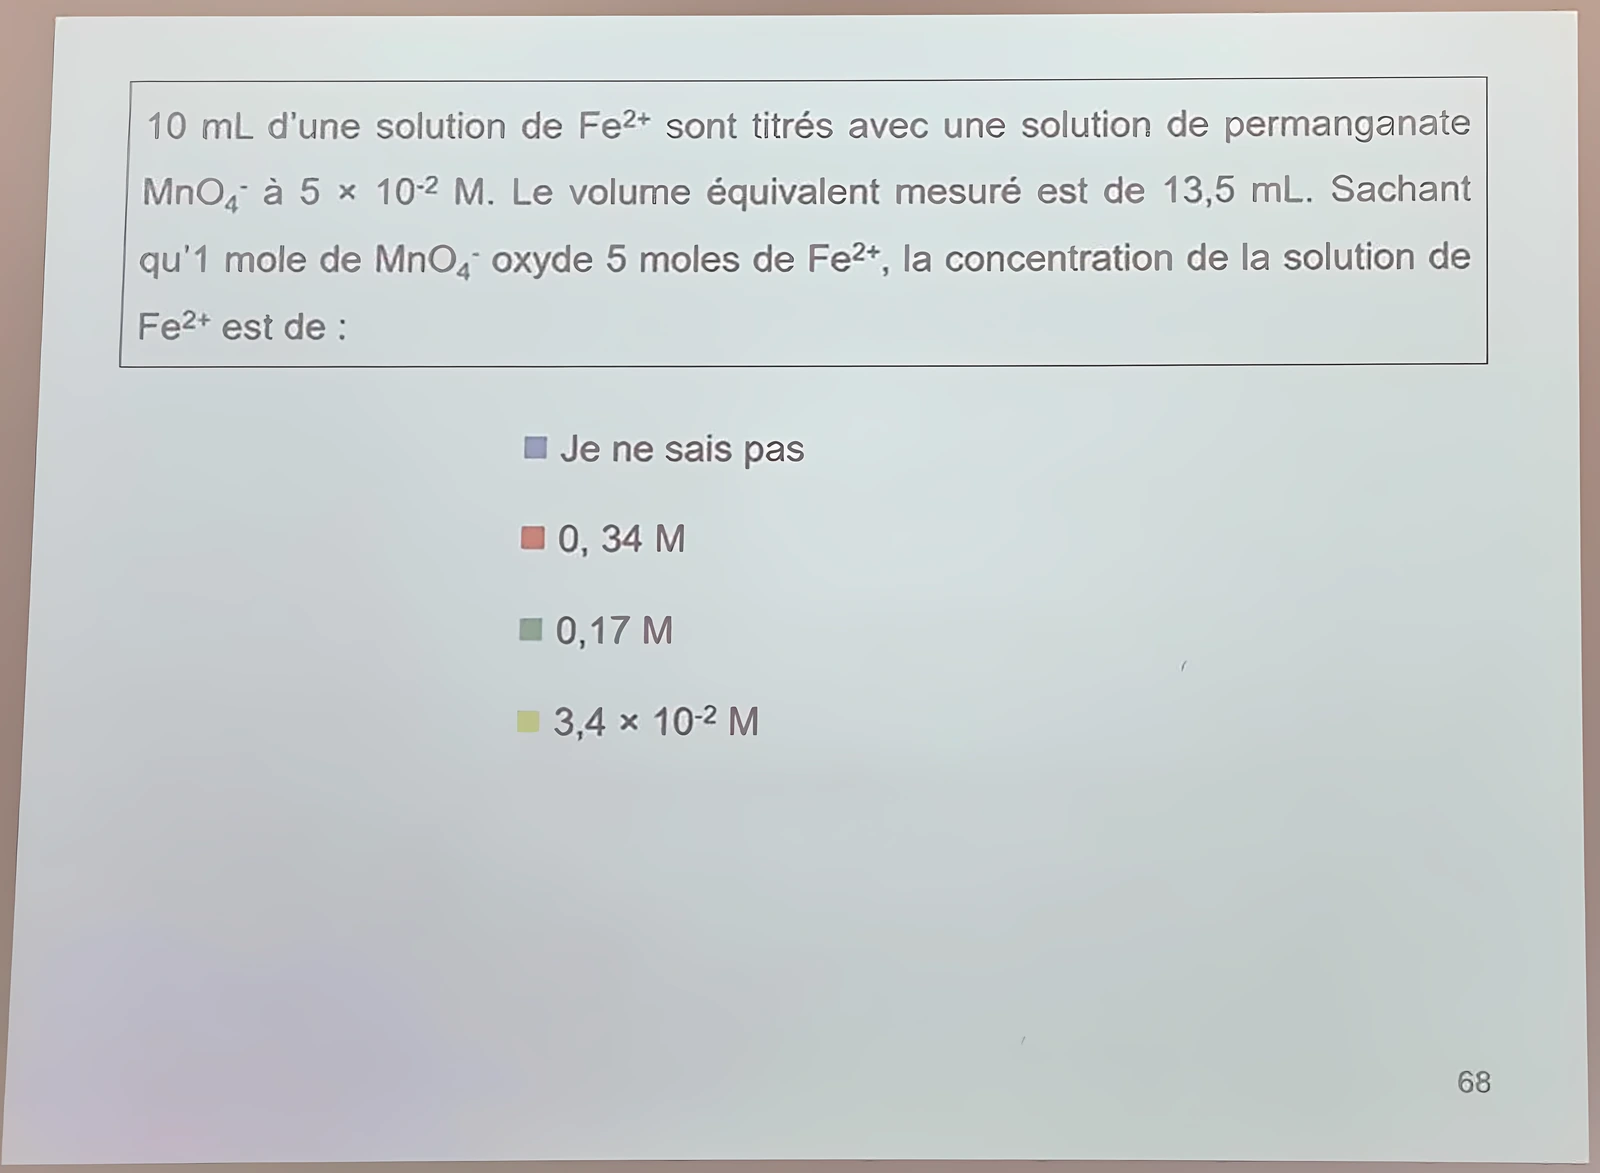 10 mL d'une solution de Fe²⁺ sont titrés avec une solution de permanganate
MnO₄⁻ à 5 × 10⁻² M. Le volume équivalent mesuré est de 13,5 mL. Sachant
qu'1 mole de MnO₄⁻ oxyde 5 moles de Fe²⁺, la concentration de la solution de
Fe²⁺ est de :
Je ne sais pas
0, 34 M
0,17 M
3,4 × 10⁻² M
68